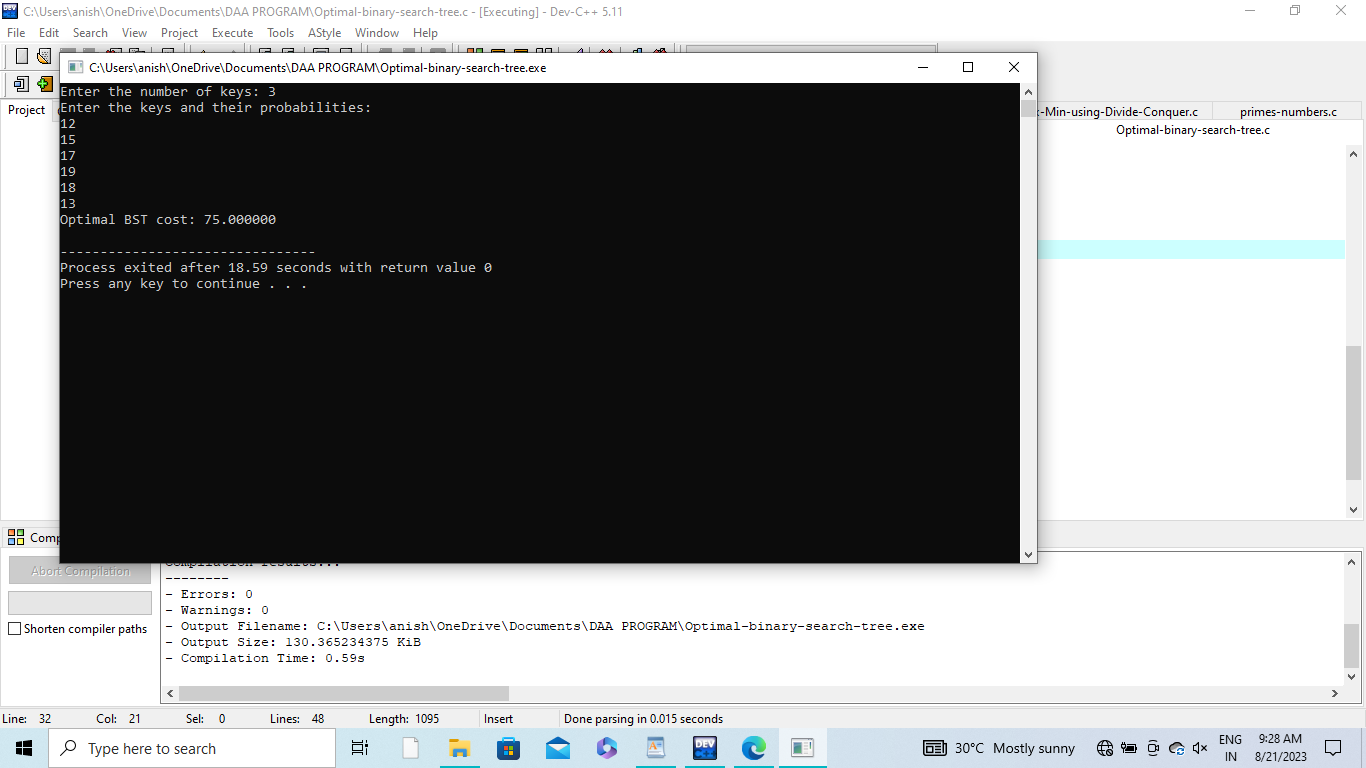 C:\Users\anish\OneDrive\Documents\DAA PROGRAM\Optimal-binary-search-tree.c - [Executing] - Dev-C++ 5.11
File Edit Search View Project Execute Tools AStyle Window Help
C:\Users\anish\OneDrive\Documents\DAA PROGRAM\Optimal-binary-search-tree.exe
Enter the number of keys: 3
Enter the keys and their probabilities:
12
15
17
19
18
13
Optimal BST cost: 75.000000
--------------------------------
Process exited after 18.59 seconds with return value 0
Press any key to continue . . .
Project
-Min-using-Divide-Conquer.c primes-numbers.c
Optimal-binary-search-tree.c
Comp
Abort Compilation
Shorten compiler paths
Compilation results...
--------
- Errors: 0
- Warnings: 0
- Output Filename: C:\Users\anish\OneDrive\Documents\DAA PROGRAM\Optimal-binary-search-tree.exe
- Output Size: 130.365234375 KiB
- Compilation Time: 0.59s
Line: 32 Col: 21 Sel: 0 Lines: 48 Length: 1095 Insert Done parsing in 0.015 seconds
Type here to search
DEV
30°C Mostly sunny
ENG
IN
9:28 AM
8/21/2023